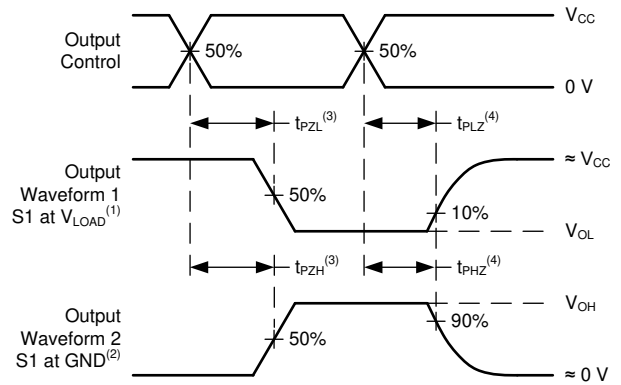 V<sub>CC</sub>
Output
Control
50%
50%
0 V
t<sub>PZL</sub><sup>(3)</sup>
t<sub>PLZ</sub><sup>(4)</sup>
≈ V<sub>CC</sub>
Output
Waveform 1
S1 at V<sub>LOAD</sub><sup>(1)</sup>
50%
10%
V<sub>OL</sub>
t<sub>PZH</sub><sup>(3)</sup>
t<sub>PHZ</sub><sup>(4)</sup>
V<sub>OH</sub>
Output
Waveform 2
S1 at GND<sup>(2)</sup>
50%
90%
≈ 0 V